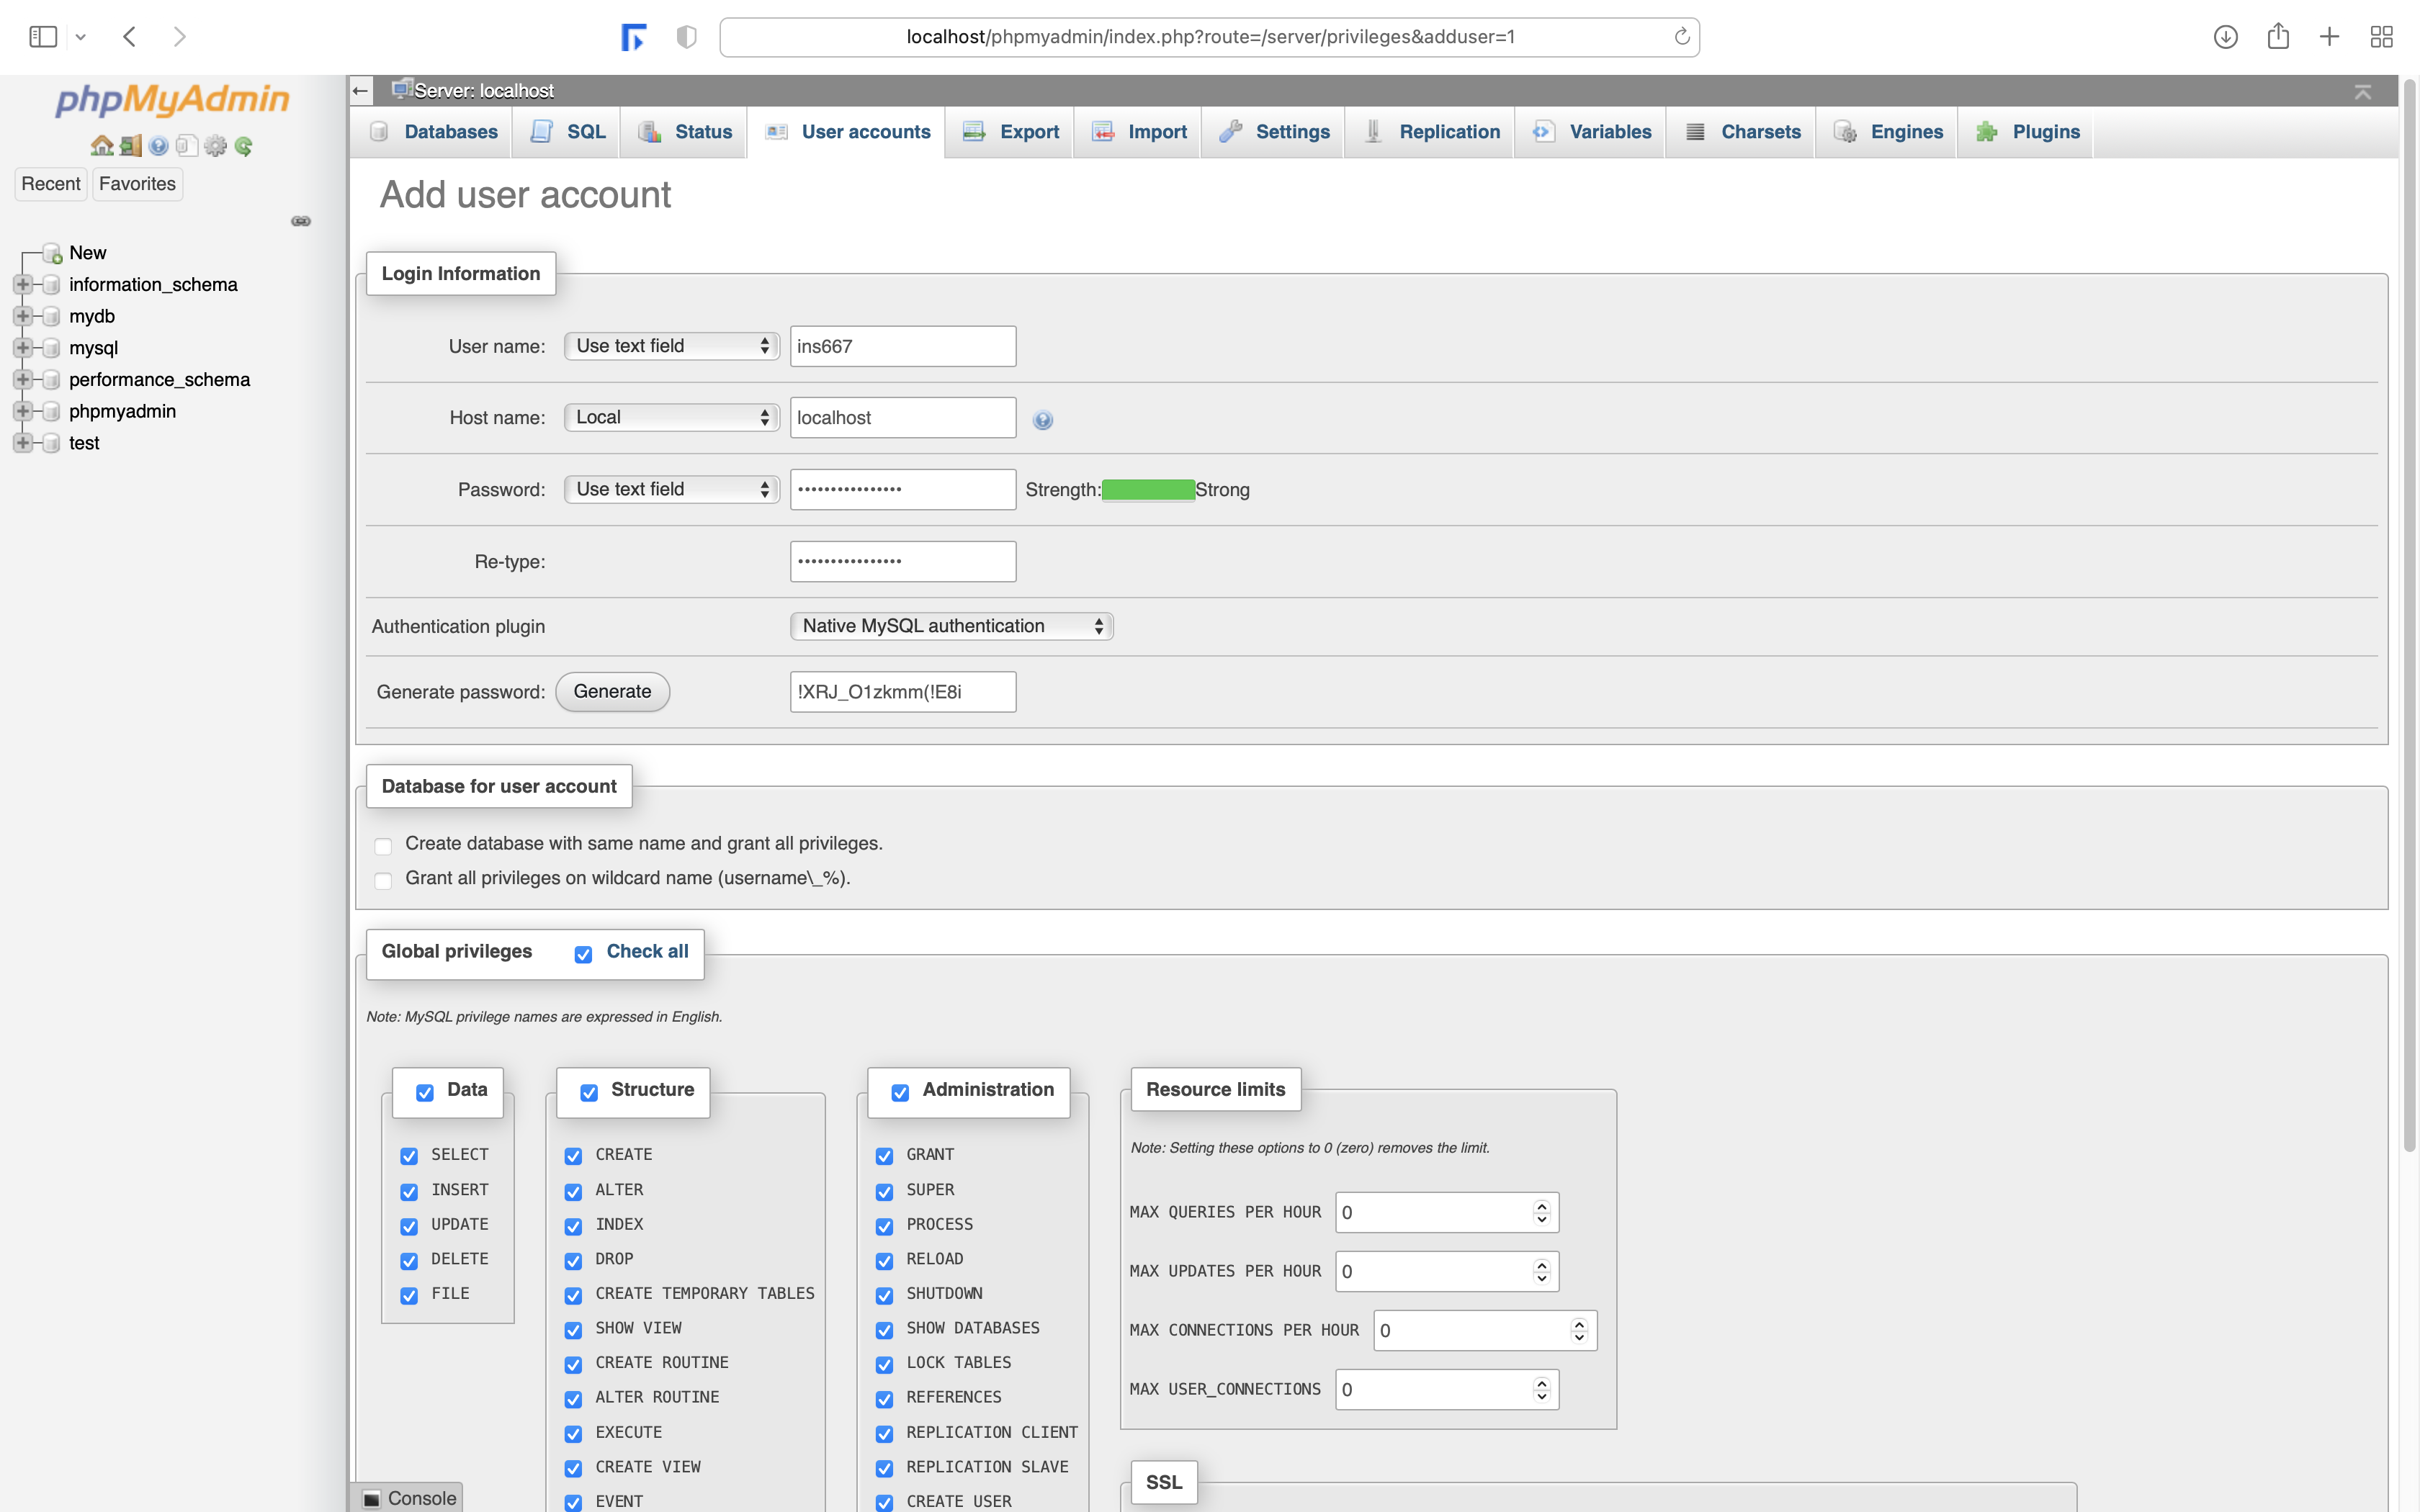 localhost/phpmyadmin/index.php?route=/server/privileges&adduser=1
phpMyAdmin
Recent Favorites
New
information_schema
mydb
mysql
performance_schema
phpmyadmin
test
Server: localhost
Databases SQL Status User accounts Export Import Settings Replication Variables Charsets Engines Plugins
Add user account
Login Information
User name: Use text field ins667
Host name: Local localhost
Password: Use text field •••••••••••••••• Strength: Strong
Re-type: ••••••••••••••••
Authentication plugin Native MySQL authentication
Generate password: Generate !XRJ_O1zkmm(!E8i
Database for user account
Create database with same name and grant all privileges.
Grant all privileges on wildcard name (username\_%).
Global privileges Check all
Note: MySQL privilege names are expressed in English.
Data
SELECT
INSERT
UPDATE
DELETE
FILE
Structure
CREATE
ALTER
INDEX
DROP
CREATE TEMPORARY TABLES
SHOW VIEW
CREATE ROUTINE
ALTER ROUTINE
EXECUTE
CREATE VIEW
EVENT
Administration
GRANT
SUPER
PROCESS
RELOAD
SHUTDOWN
SHOW DATABASES
LOCK TABLES
REFERENCES
REPLICATION CLIENT
REPLICATION SLAVE
CREATE USER
Resource limits
Note: Setting these options to 0 (zero) removes the limit.
MAX QUERIES PER HOUR 0
MAX UPDATES PER HOUR 0
MAX CONNECTIONS PER HOUR 0
MAX USER_CONNECTIONS 0
SSL
Console